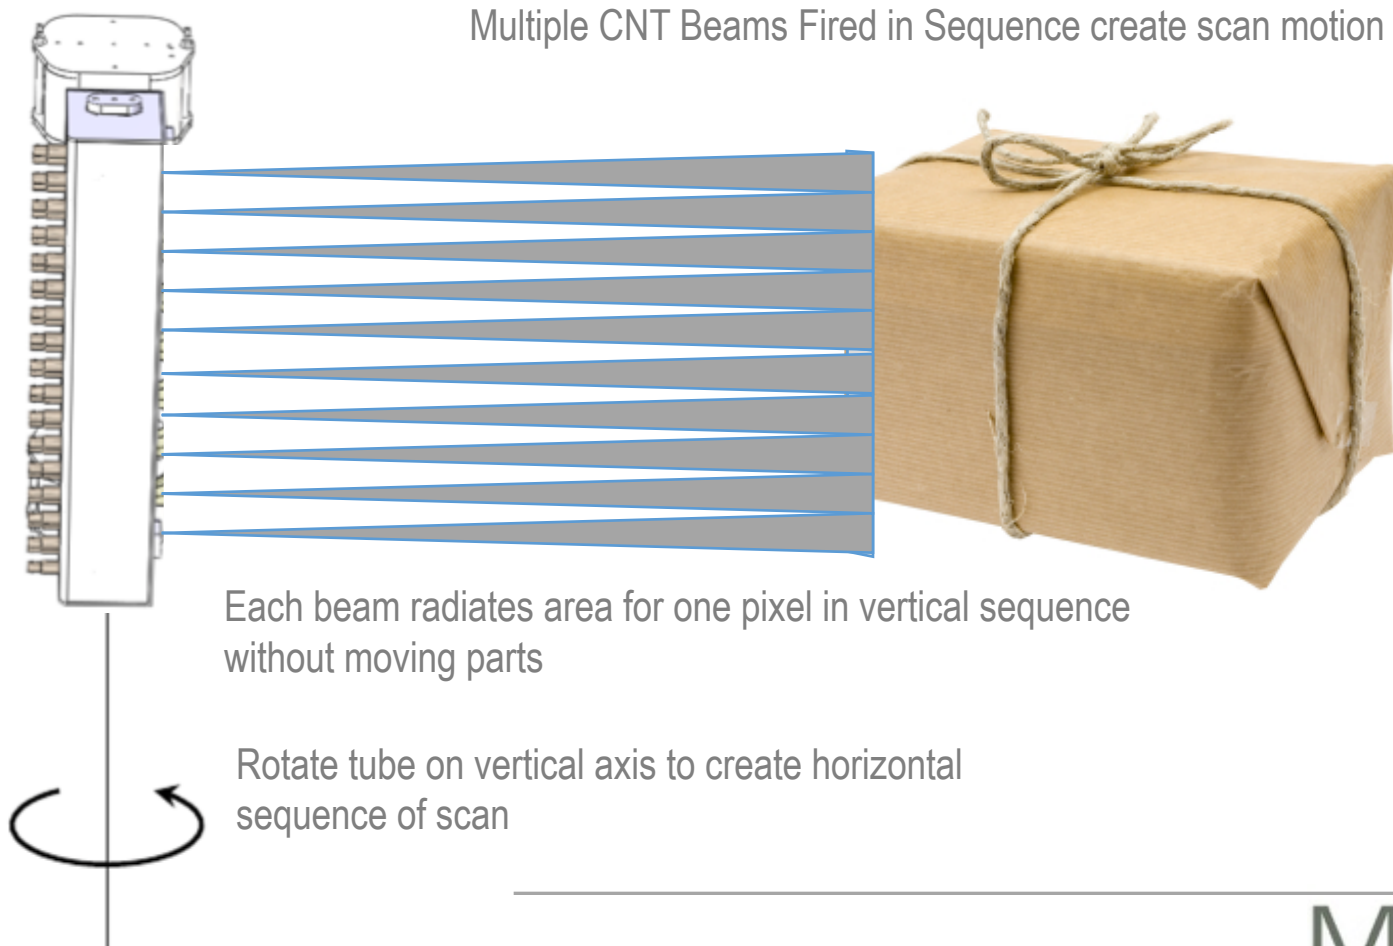 Multiple CNT Beams Fired in Sequence create scan motion
Each beam radiates area for one pixel in vertical sequence
without moving parts
Rotate tube on vertical axis to create horizontal
sequence of scan
M